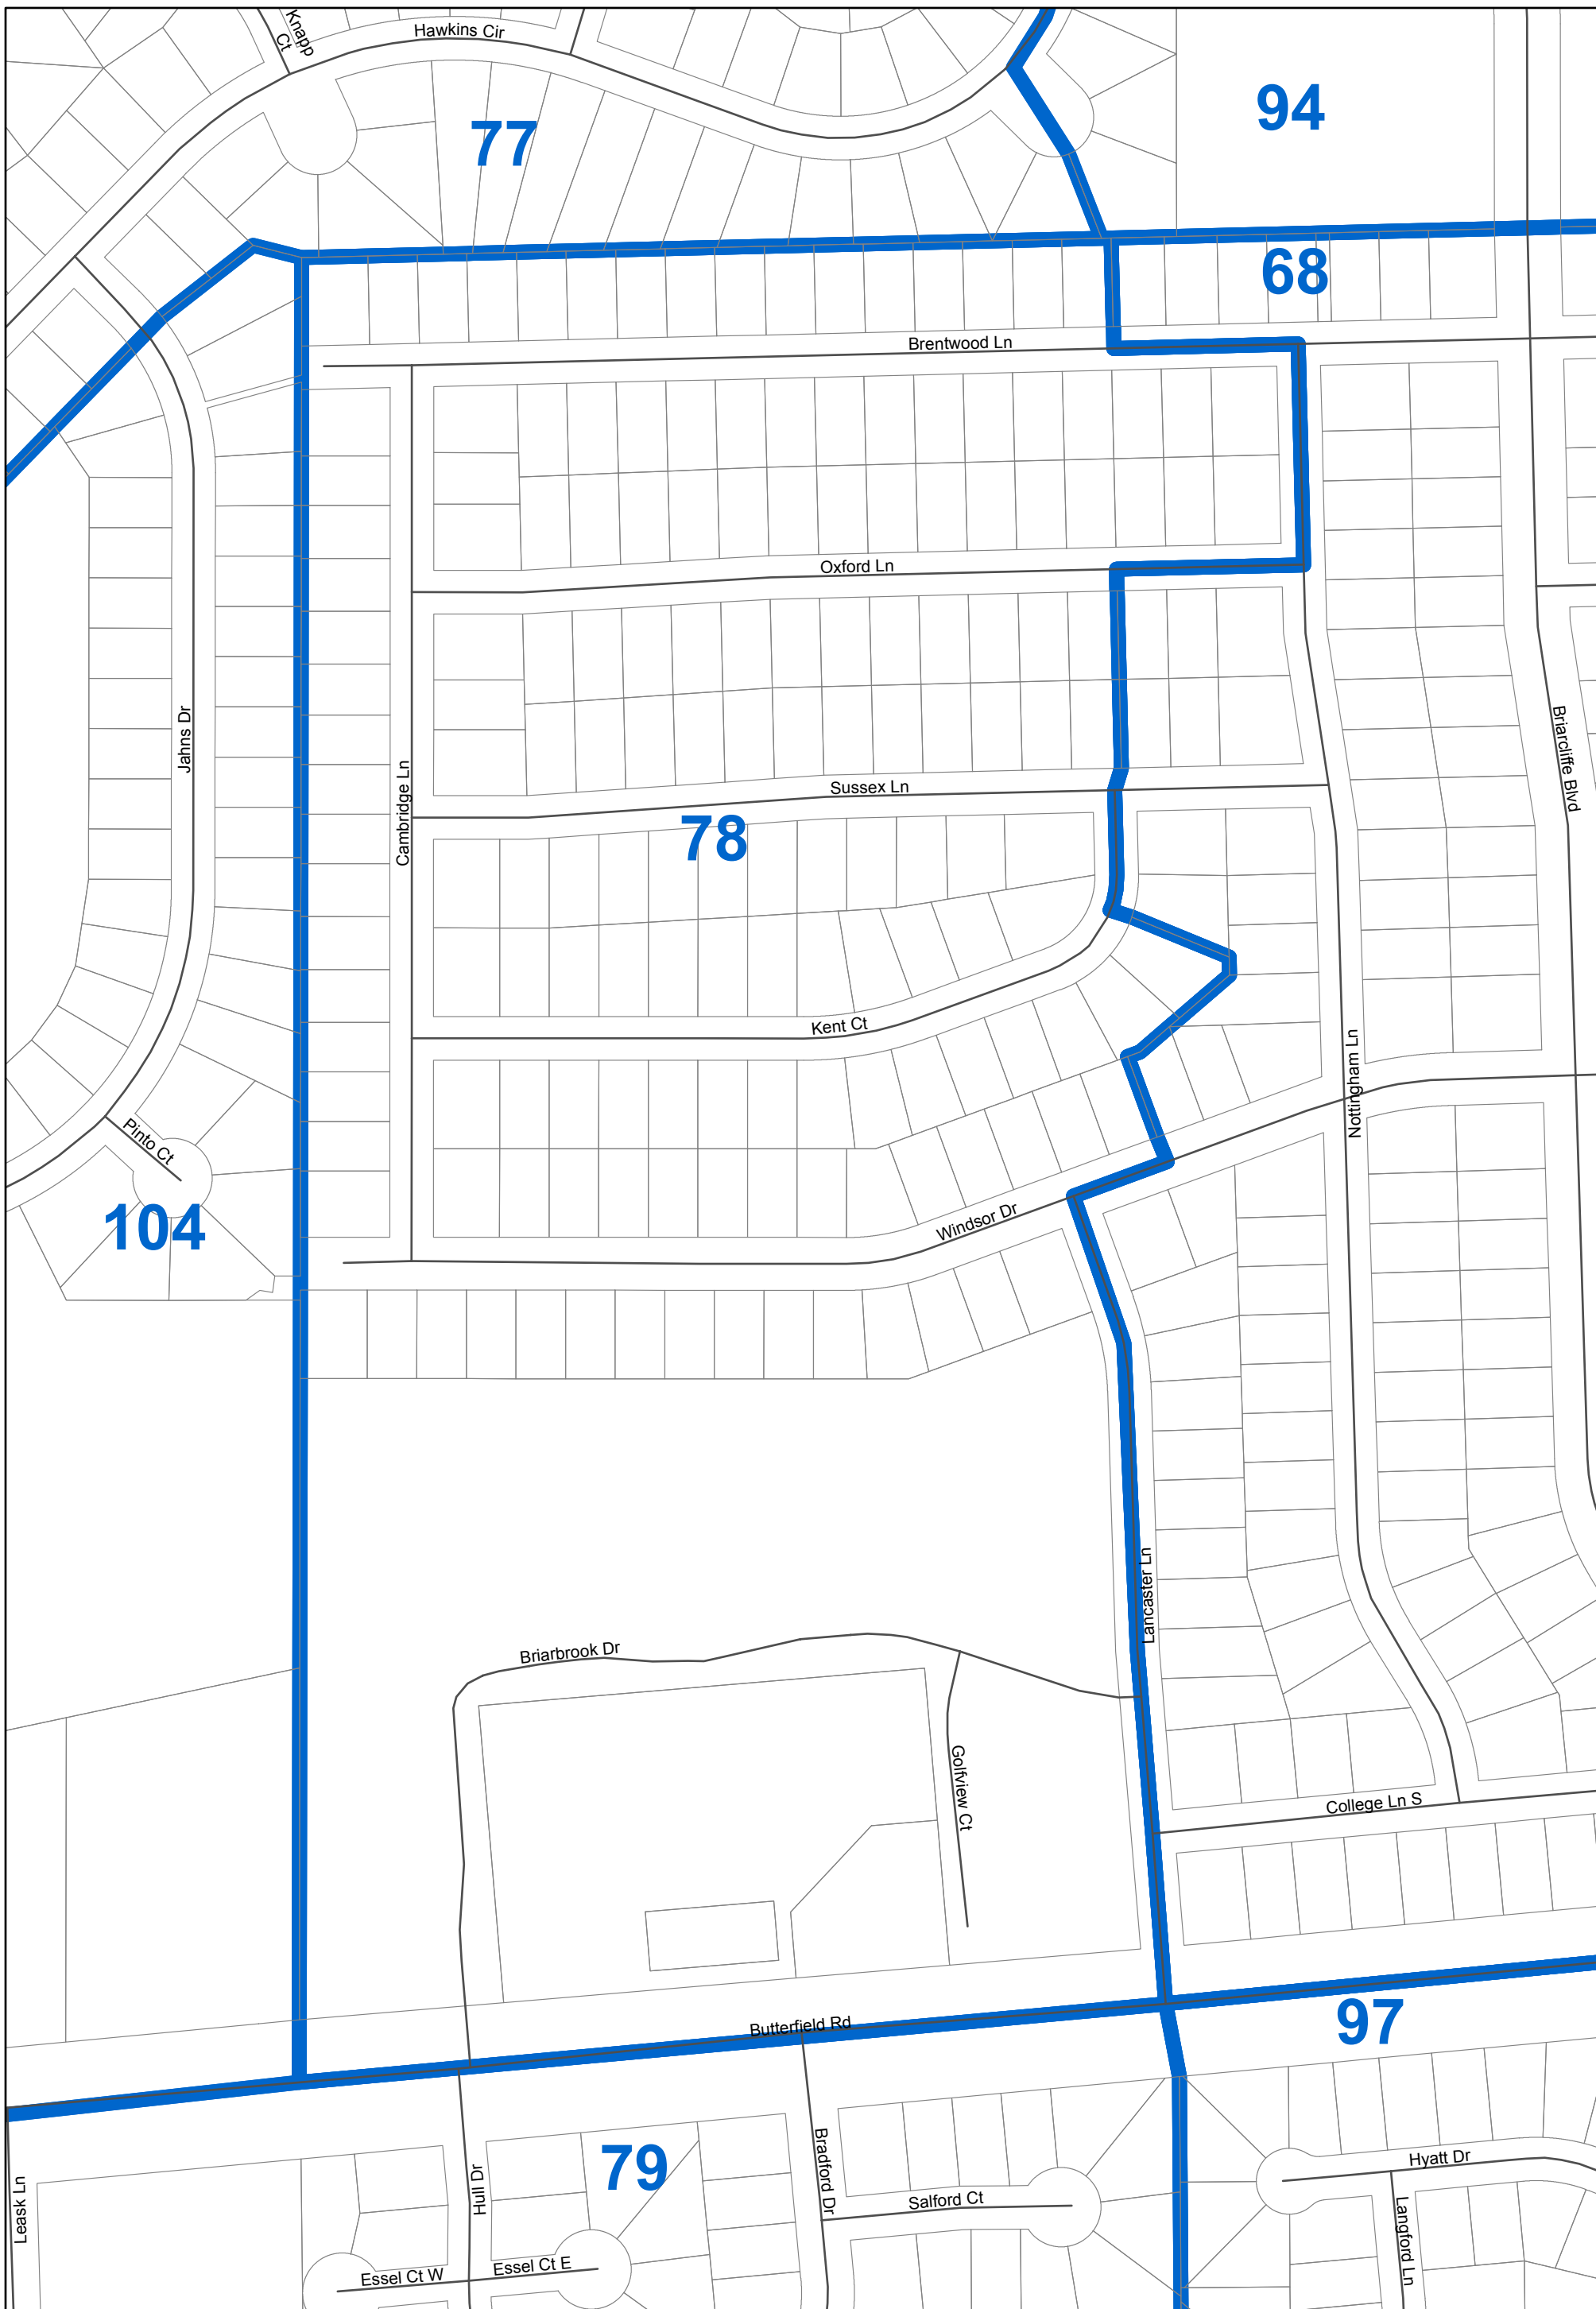 Knapp
Ct
Hawkins Cir
77
94
68
Brentwood Ln
Oxford Ln
Jahns Dr
Cambridge Ln
Briarcliffe Blvd
Sussex Ln
78
Kent Ct
Nottingham Ln
Pinto Ct
104
Windsor Dr
Lancaster Ln
Briarbrook Dr
Golfview Ct
College Ln S
Butterfield Rd
97
79
Bradford Dr
Hull Dr
Leask Ln
Salford Ct
Hyatt Dr
Langford Ln
Essel Ct E
Essel Ct W